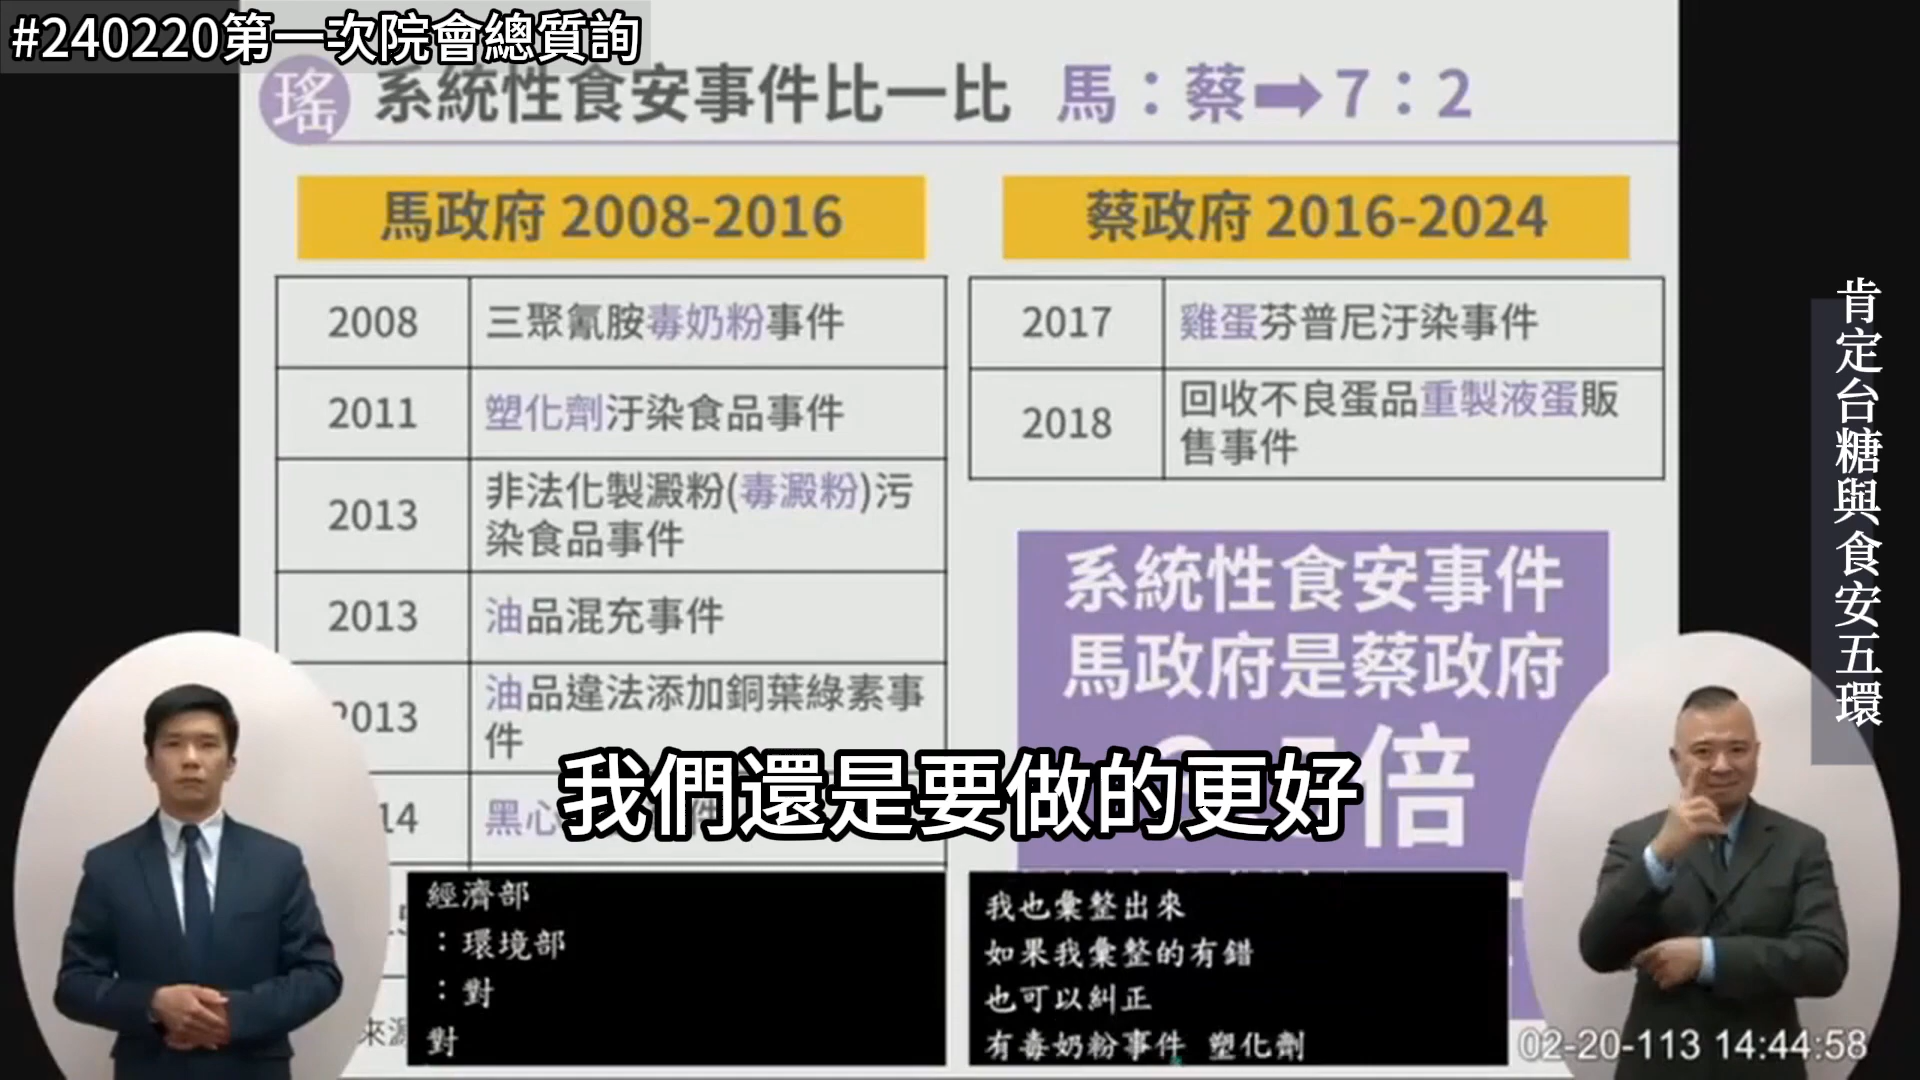 #240220第一次院會總質詢
瑤 系統性食安事件比一比 馬：蔡➡7：2
馬政府 2008-2016
2008 三聚氰胺毒奶粉事件
2011 塑化劑汙染食品事件
2013 非法化製澱粉(毒澱粉)污
染食品事件
2013 油品混充事件
2013 油品違法添加銅葉綠素事
件
14 黑心
蔡政府 2016-2024
2017 雞蛋芬普尼汙染事件
2018 回收不良蛋品重製液蛋販
售事件
系統性食安事件
馬政府是蔡政府
倍
肯定台糖與食安五環
我們還是要做的更好
經濟部
：環境部
：對
對
我也彙整出來
如果我彙整的有錯
也可以糾正
有毒奶粉事件 塑化劑
02-20-113 14:44:58